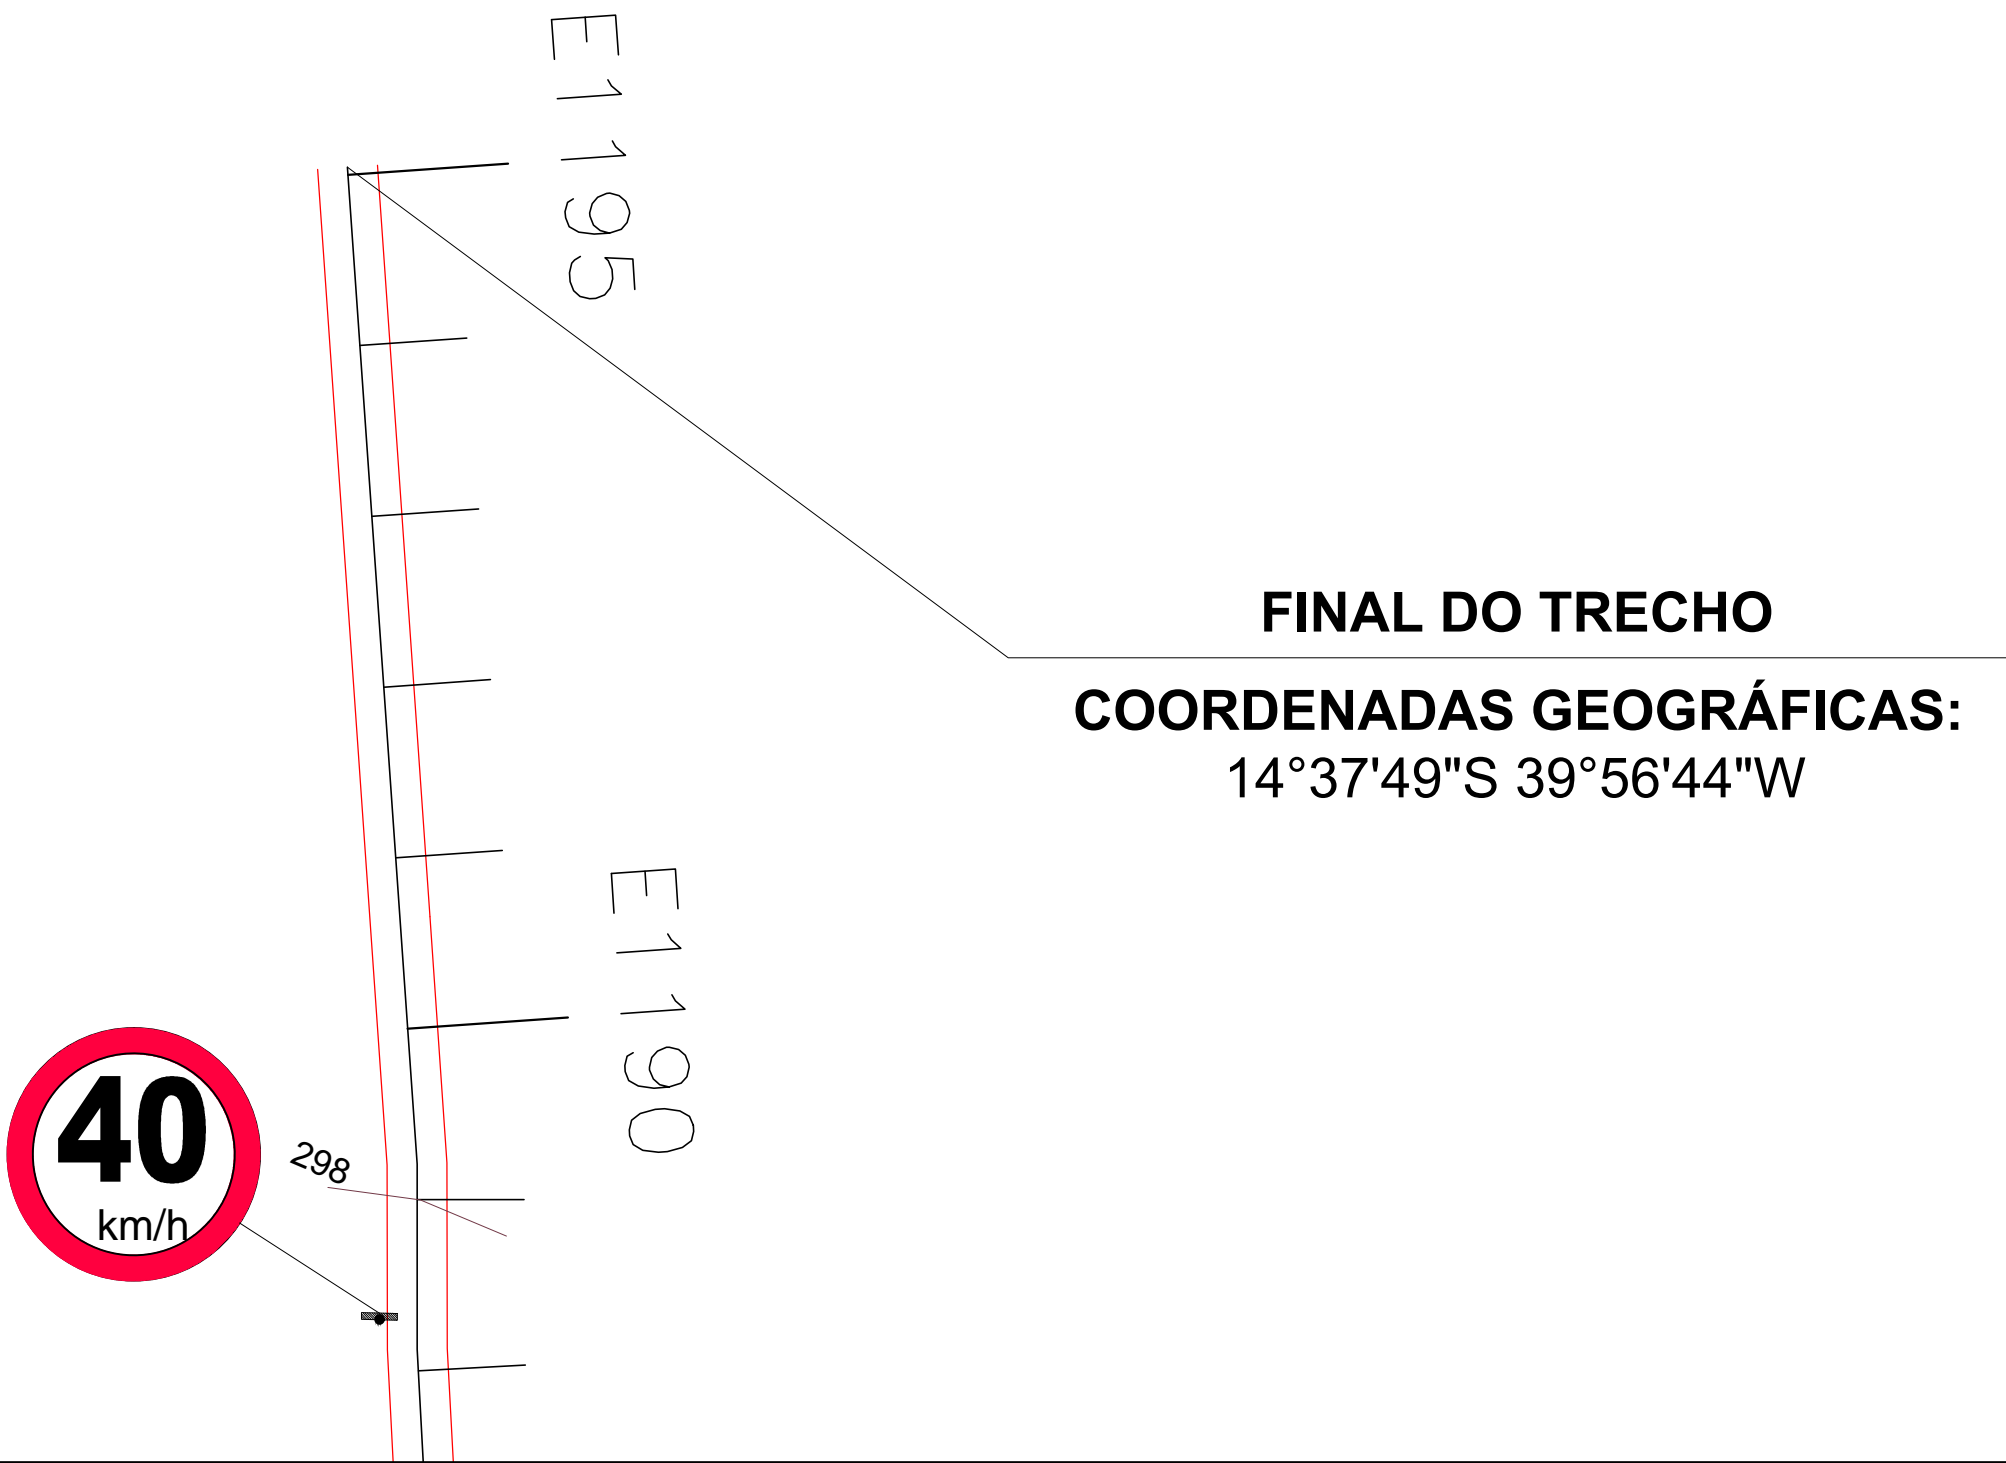 E1195
FINAL DO TRECHO
COORDENADAS GEOGRÁFICAS:
14°37'49"S 39°56'44"W
E1190
40
km/h
298